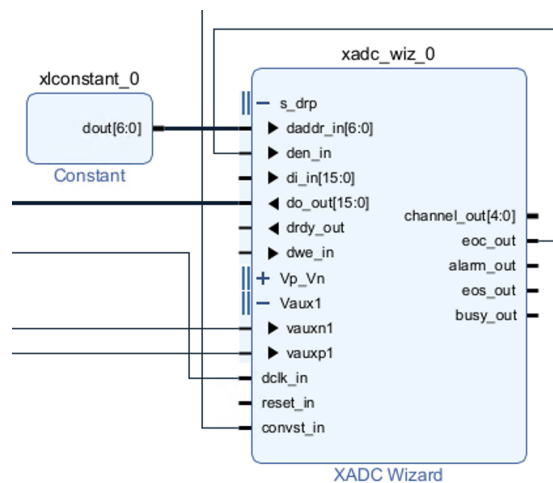 xlconstant_0
dout[6:0]
Constant
xadc_wiz_0
s_drp
daddr_in[6:0]
den_in
di_in[15:0]
do_out[15:0]
drdy_out
dwe_in
Vp_Vn
Vaux1
vauxn1
vauxp1
dclk_in
reset_in
convst_in
channel_out[4:0]
eoc_out
alarm_out
eos_out
busy_out
XADC Wizard